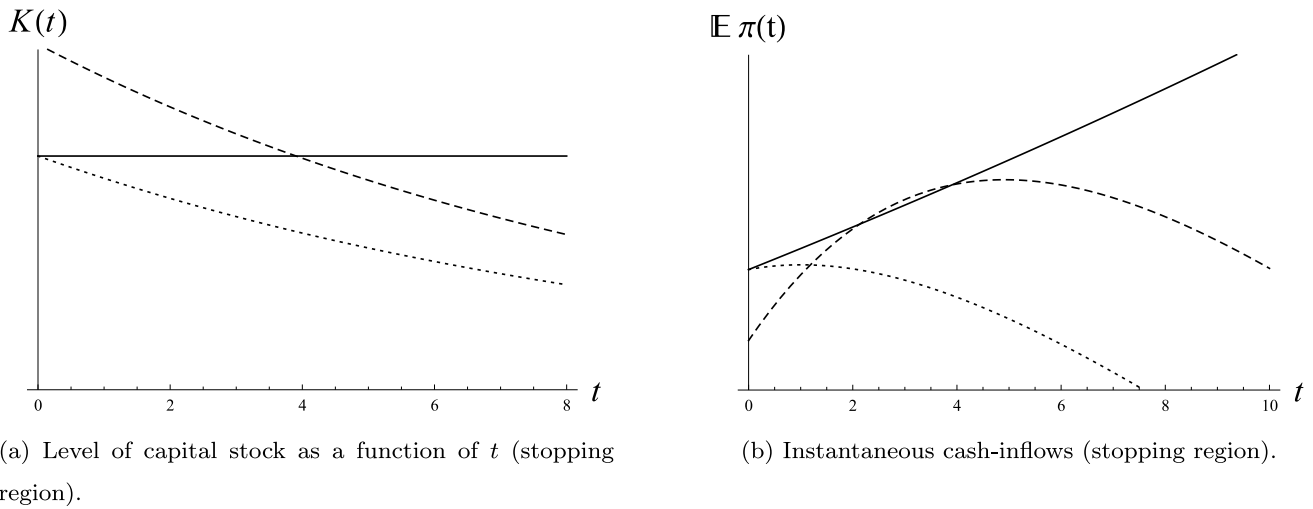 K(t)
𝔼 π(t)
t
0 2 4 6 8
t
0 2 4 6 8 10
(a) Level of capital stock as a function of t (stopping
region).
(b) Instantaneous cash-inflows (stopping region).